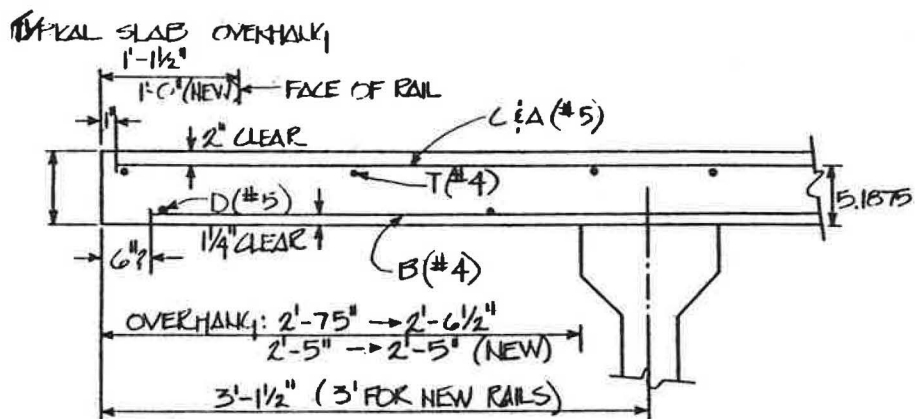 TYPICAL SLAB OVERHANG
1'-1½"
1'-0" (NEW)
FACE OF RAIL
1"
2" CLEAR
C & A (#5)
T (#4)
D (#5)
5.1875
1¼" CLEAR
6"?
B (#4)
OVERHANG: 2'-75" → 2'-6½"
2'-5" → 2'-5" (NEW)
3'-1½" (3' FOR NEW RAILS)